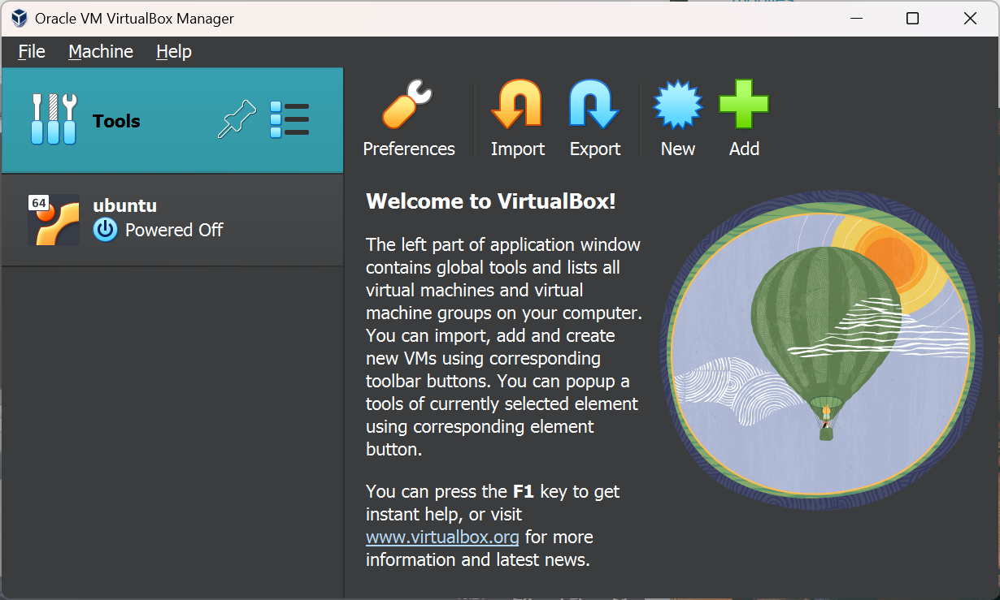 Oracle VM VirtualBox Manager
File Machine Help
Tools
Preferences Import Export New Add
64
ubuntu
Powered Off
Welcome to VirtualBox!
The left part of application window
contains global tools and lists all
virtual machines and virtual
machine groups on your computer.
You can import, add and create
new VMs using corresponding
toolbar buttons. You can popup a
tools of currently selected element
using corresponding element
button.
You can press the F1 key to get
instant help, or visit
www.virtualbox.org for more
information and latest news.